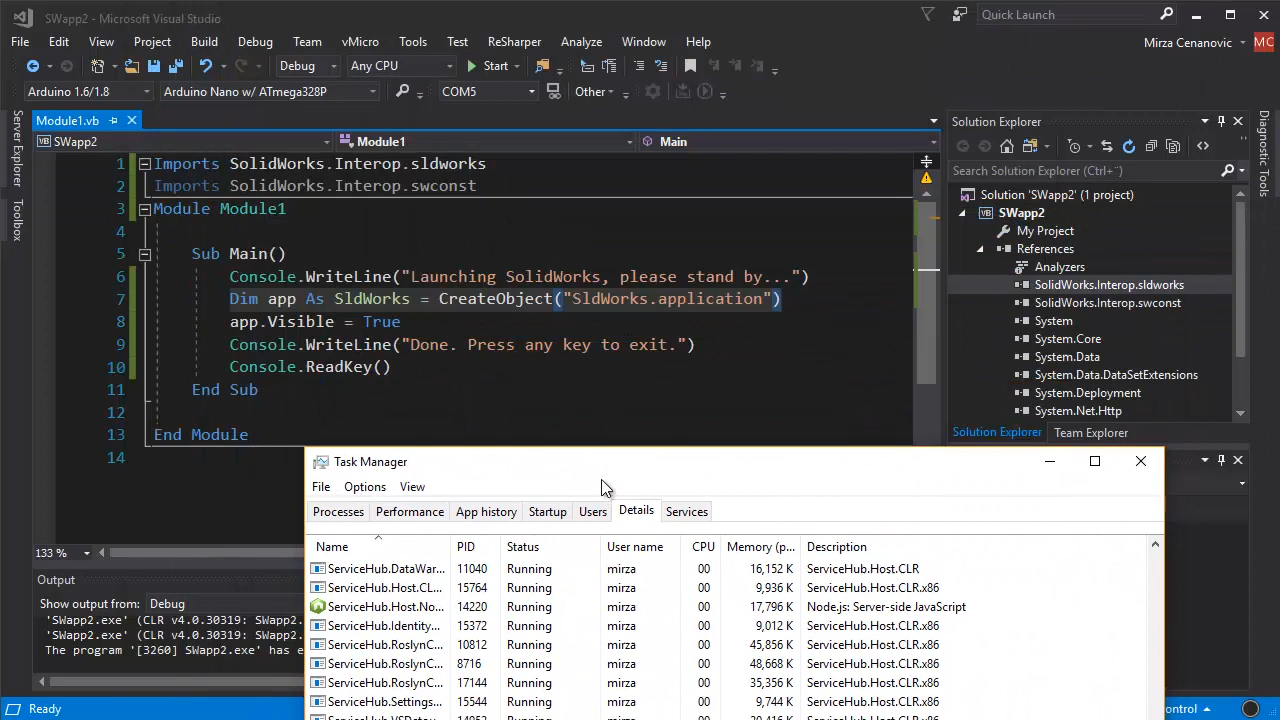 SWapp2 - Microsoft Visual Studio
Quick Launch
File Edit View Project Build Debug Team vMicro Tools Test ReSharper Analyze Window Help
Mirza Cenanovic MC
Debug Any CPU Start
Arduino 1.6/1.8 Arduino Nano w/ ATmega328P COM5 Other
Server Explorer
Toolbox
Module1.vb
SWapp2 Module1 Main
1 Imports SolidWorks.Interop.sldworks
2 Imports SolidWorks.Interop.swconst
3 Module Module1
4
5 Sub Main()
6 Console.WriteLine("Launching SolidWorks, please stand by...")
7 Dim app As SldWorks = CreateObject("SldWorks.application")
8 app.Visible = True
9 Console.WriteLine("Done. Press any key to exit.")
10 Console.ReadKey()
11 End Sub
12
13 End Module
14
133 %
Output
Show output from: Debug
'SWapp2.exe' (CLR v4.0.30319: SWapp2.
'SWapp2.exe' (CLR v4.0.30319: SWapp2.
The program '[3260] SWapp2.exe' has e
Ready
Solution Explorer
Search Solution Explorer (Ctrl+¨)
Solution 'SWapp2' (1 project)
VB SWapp2
My Project
References
Analyzers
SolidWorks.Interop.sldworks
SolidWorks.Interop.swconst
System
System.Core
System.Data
System.Data.DataSetExtensions
System.Deployment
System.Net.Http
Solution Explorer Team Explorer
Diagnostic Tools
Task Manager
File Options View
Processes Performance App history Startup Users Details Services
Name PID Status User name CPU Memory (p... Description
ServiceHub.DataWar... 11040 Running mirza 00 16,152 K ServiceHub.Host.CLR
ServiceHub.Host.CL... 15764 Running mirza 00 9,936 K ServiceHub.Host.CLR.x86
ServiceHub.Host.No... 14220 Running mirza 00 17,796 K Node.js: Server-side JavaScript
ServiceHub.Identity... 15372 Running mirza 00 9,012 K ServiceHub.Host.CLR.x86
ServiceHub.RoslynC... 10812 Running mirza 00 45,856 K ServiceHub.Host.CLR.x86
ServiceHub.RoslynC... 8716 Running mirza 00 48,668 K ServiceHub.Host.CLR.x86
ServiceHub.RoslynC... 17144 Running mirza 00 35,356 K ServiceHub.Host.CLR.x86
ServiceHub.Settings... 15544 Running mirza 00 9,744 K ServiceHub.Host.CLR.x86